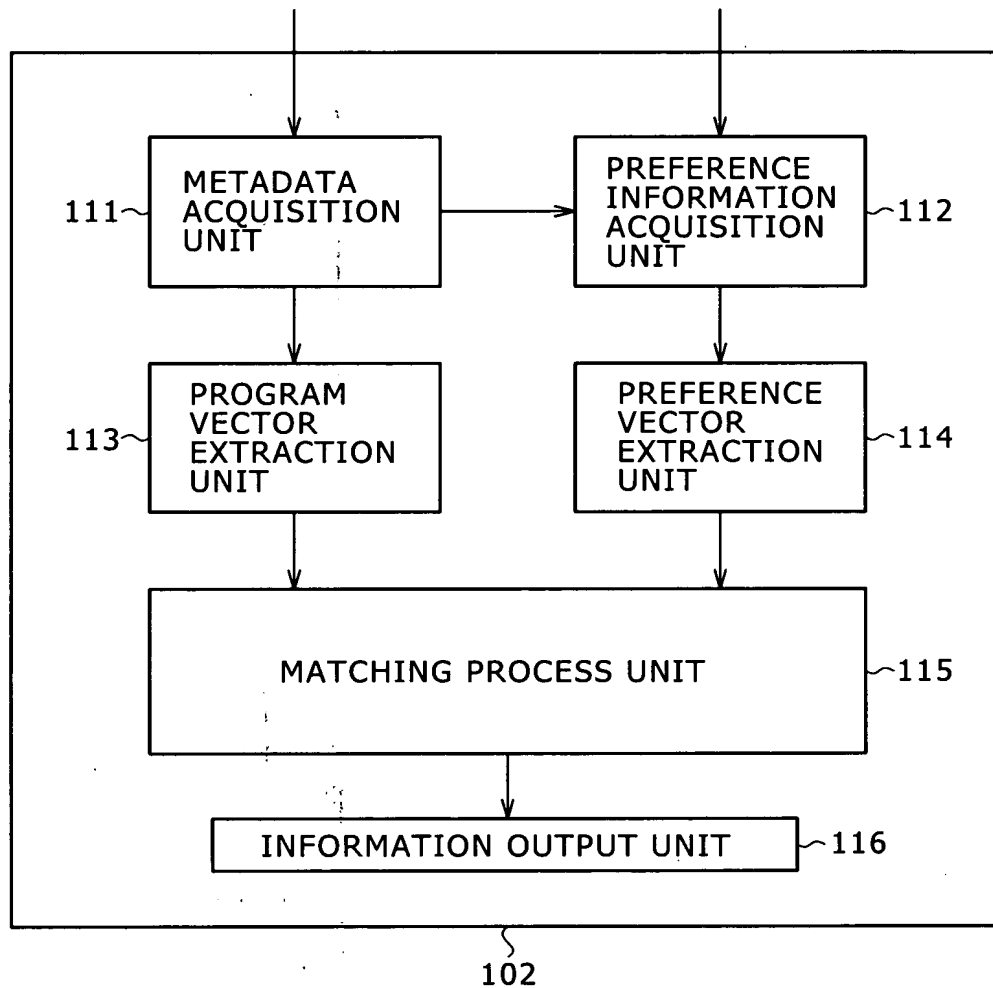 METADATA
ACQUISITION
UNIT
111
PREFERENCE
INFORMATION
ACQUISITION
UNIT
112
PROGRAM
VECTOR
EXTRACTION
UNIT
113
PREFERENCE
VECTOR
EXTRACTION
UNIT
114
MATCHING PROCESS UNIT
115
INFORMATION OUTPUT UNIT
116
102